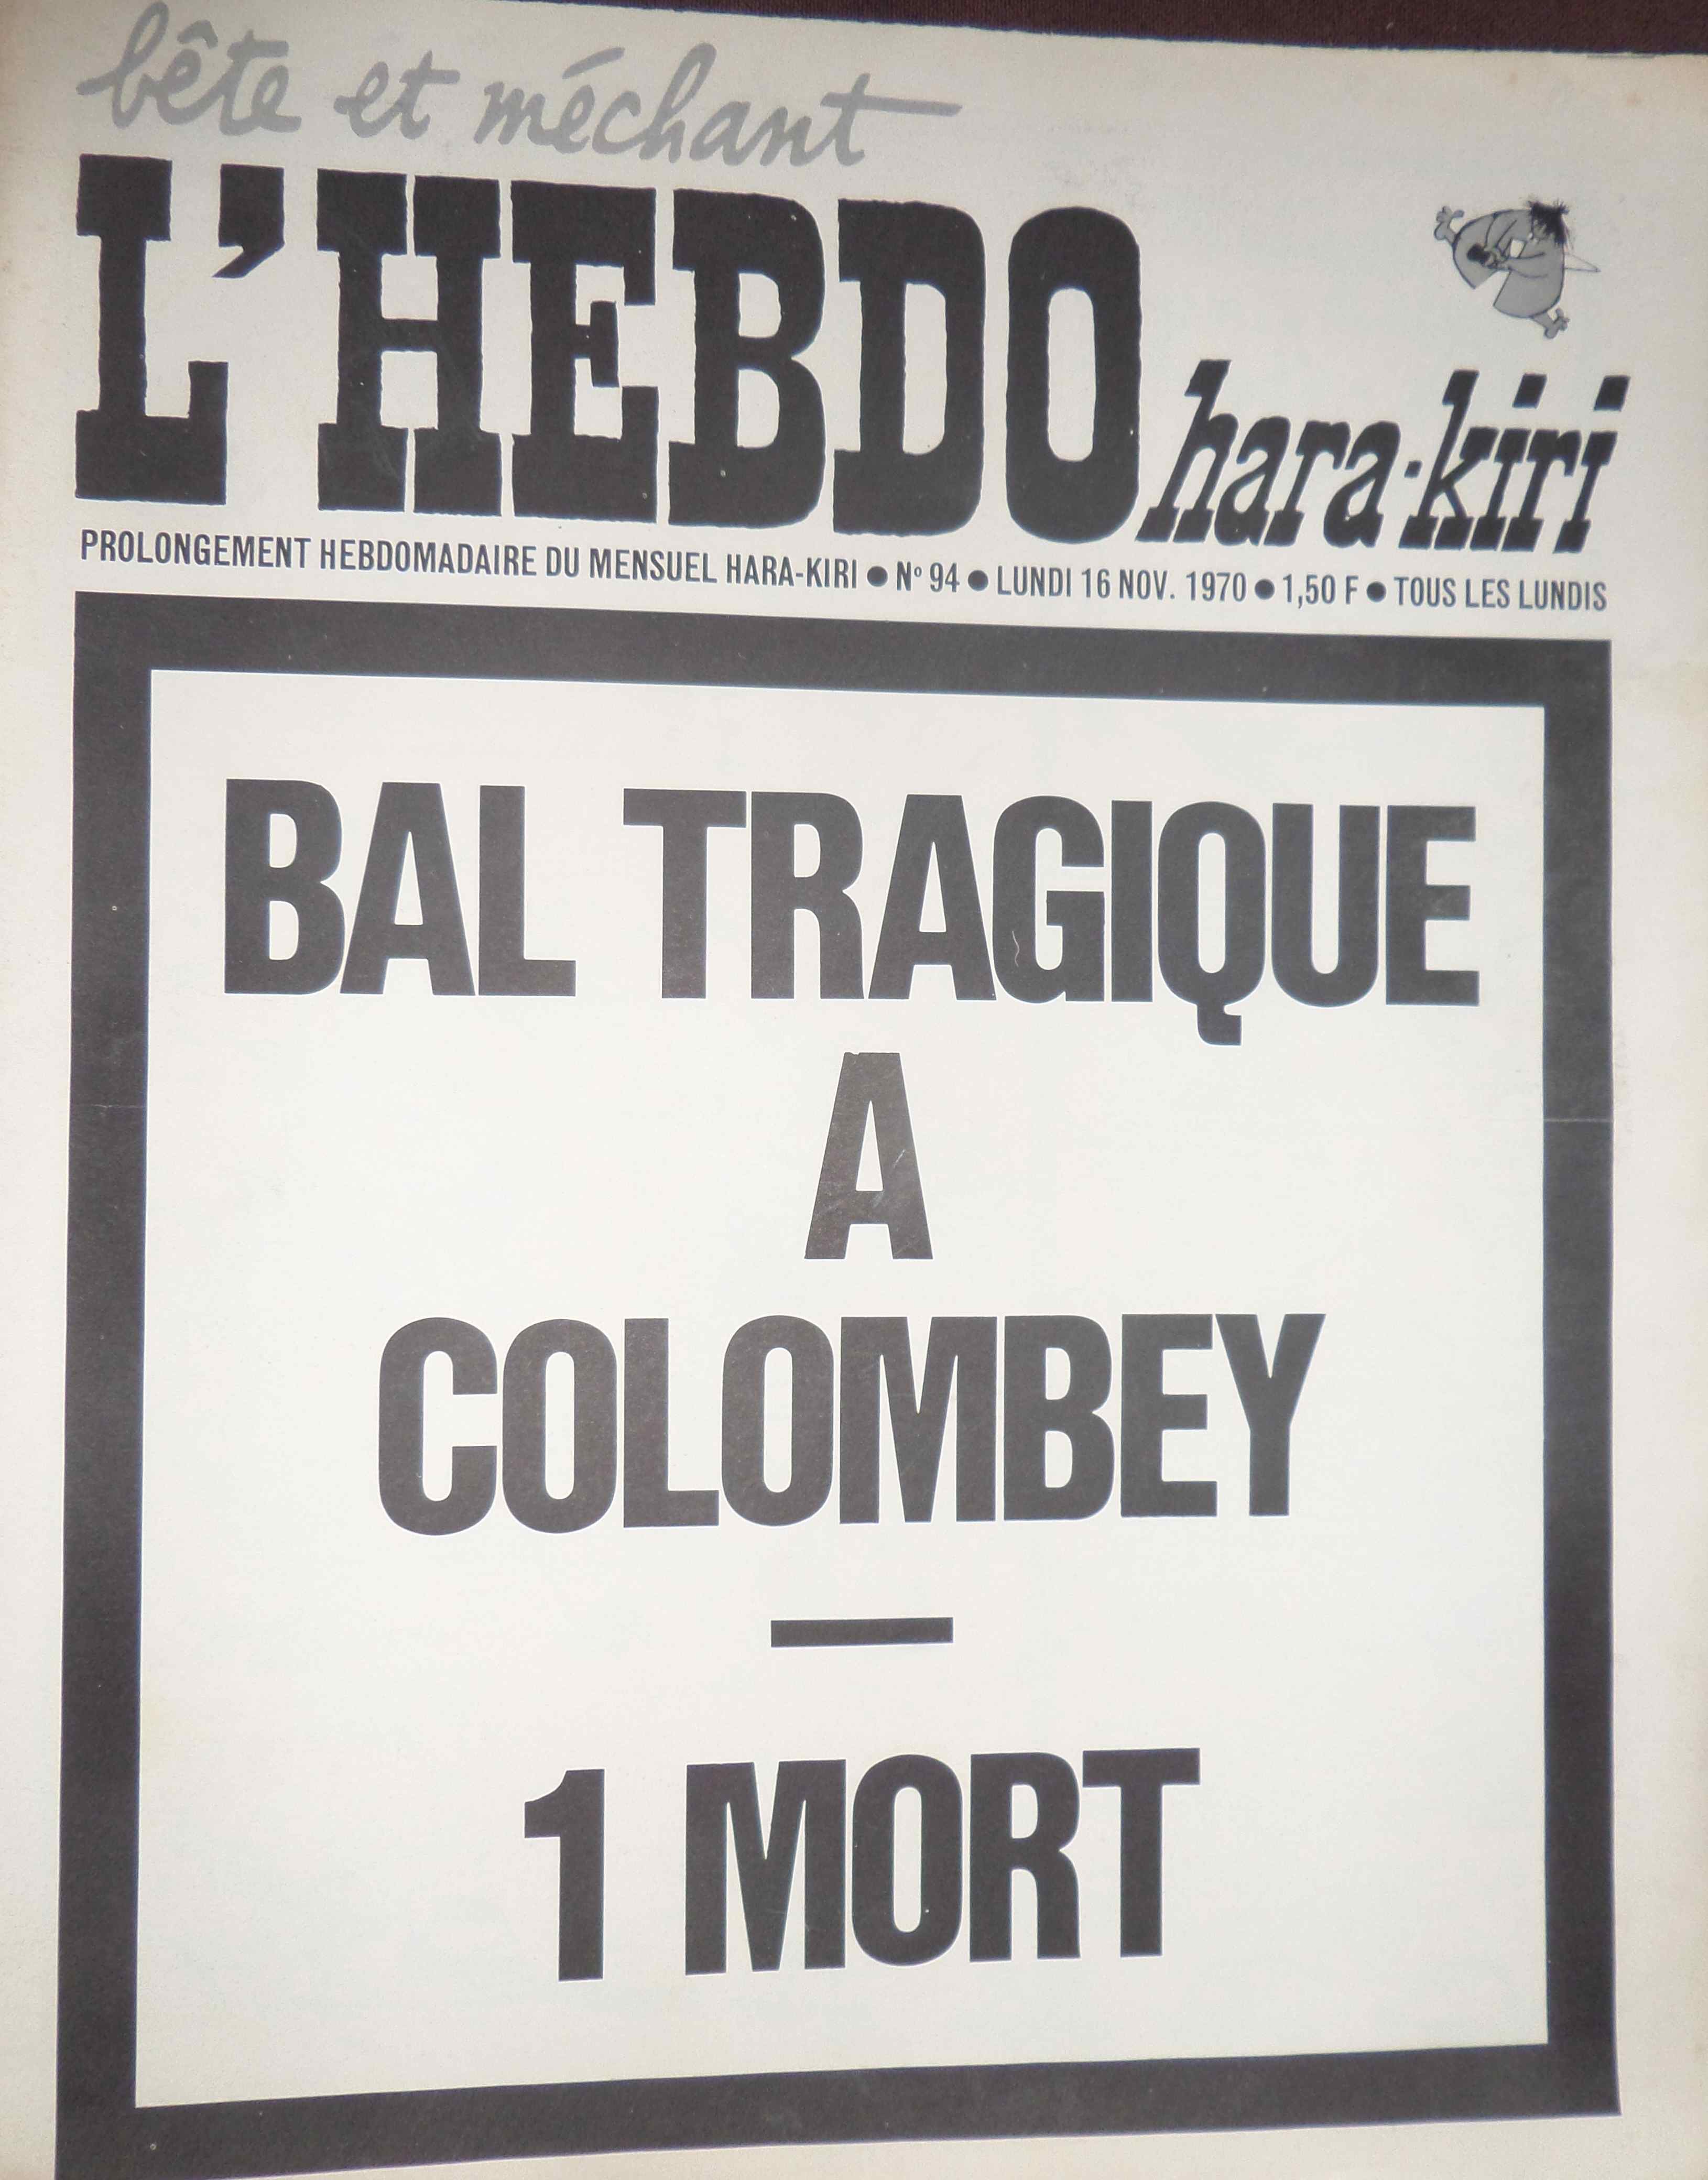 bête et méchant
L'HEBDO hara-kiri
PROLONGEMENT HEBDOMADAIRE DU MENSUEL HARA-KIRI ● Nº 94 ● LUNDI 16 NOV. 1970 ● 1,50 F ● TOUS LES LUNDIS
BAL TRAGIQUE
A
COLOMBEY
—
1 MORT